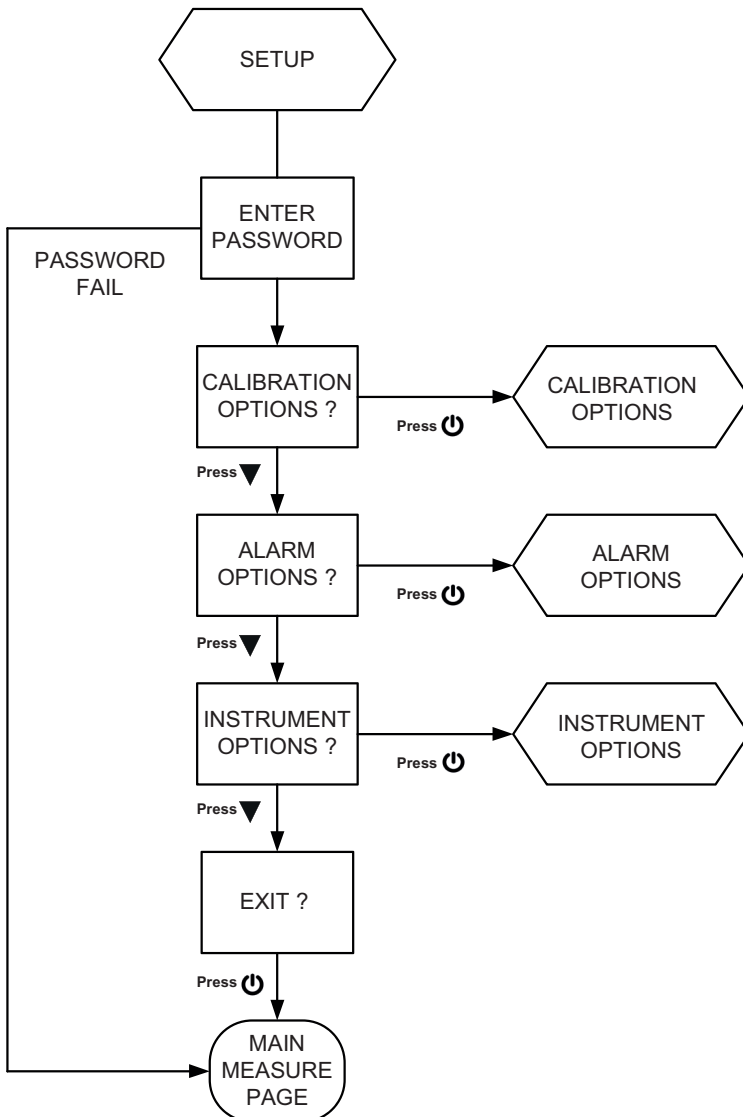 SETUP
ENTER
PASSWORD
PASSWORD
FAIL
CALIBRATION
OPTIONS ?
Press
CALIBRATION
OPTIONS
Press
ALARM
OPTIONS ?
Press
ALARM
OPTIONS
Press
INSTRUMENT
OPTIONS ?
Press
INSTRUMENT
OPTIONS
Press
EXIT ?
Press
MAIN
MEASURE
PAGE